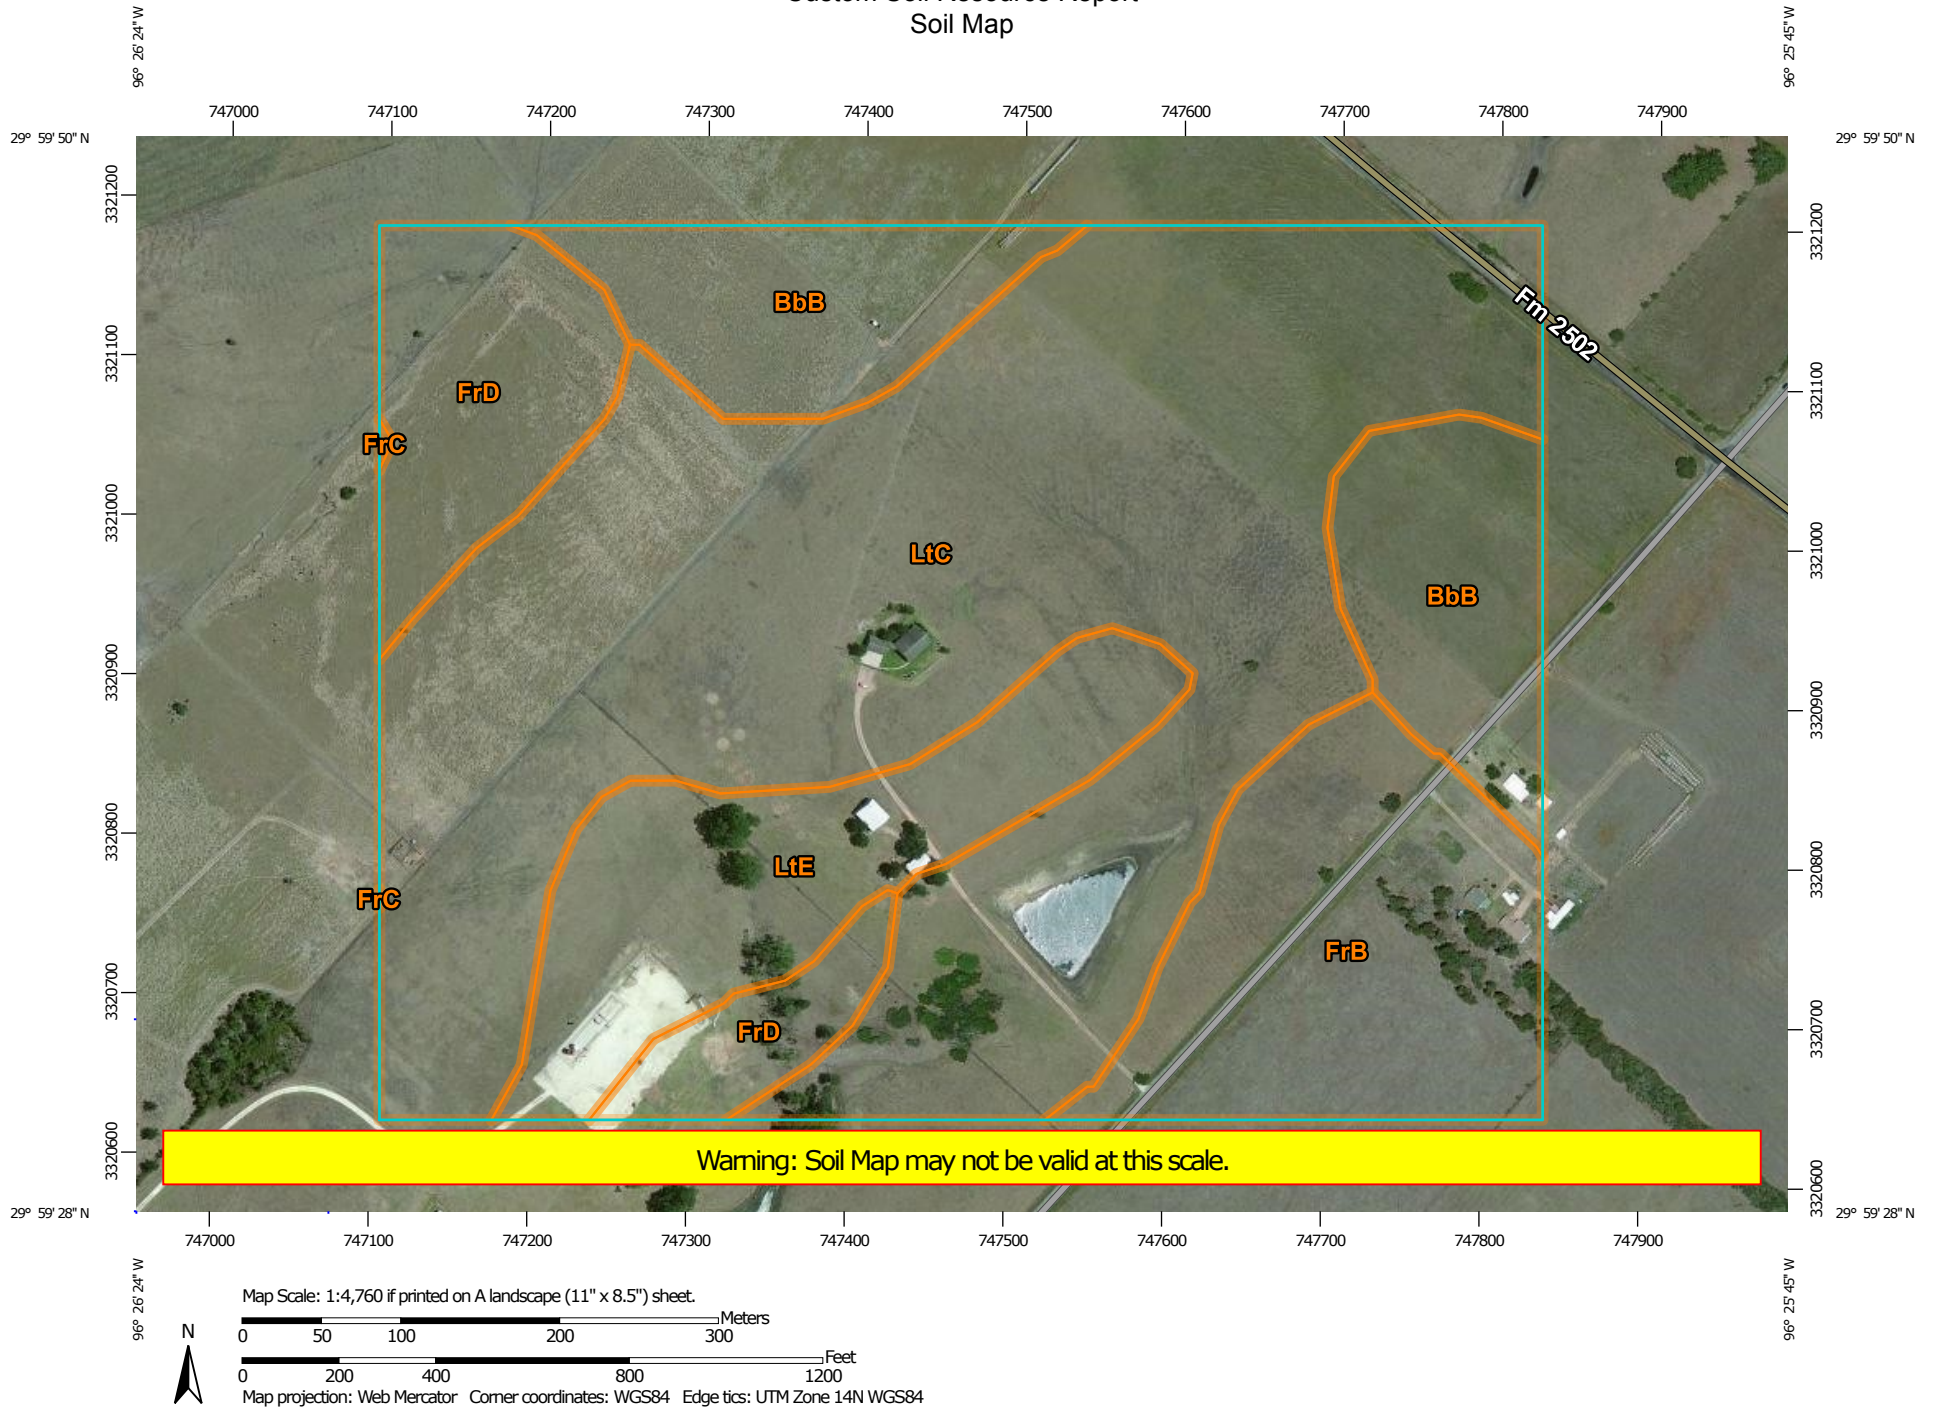 Custom Soil Resource Report
Soil Map
96° 26' 24" W
96° 25' 45" W
747000 747100 747200 747300 747400 747500 747600 747700 747800 747900
29° 59' 50" N
29° 59' 50" N
3321200
3321100
3321000
3320900
3320800
3320700
3320600
3321200
3321100
3321000
3320900
3320800
3320700
3320600
BbB
Fm 2502
FrD
FrC
LtC
BbB
LtE
FrC
FrB
FrD
Warning: Soil Map may not be valid at this scale.
29° 59' 28" N
29° 59' 28" N
747000 747100 747200 747300 747400 747500 747600 747700 747800 747900
96° 26' 24" W
96° 25' 45" W
Map Scale: 1:4,760 if printed on A landscape (11" x 8.5") sheet.
Meters
0 50 100 200 300
N
Feet
0 200 400 800 1200
Map projection: Web Mercator Corner coordinates: WGS84 Edge tics: UTM Zone 14N WGS84